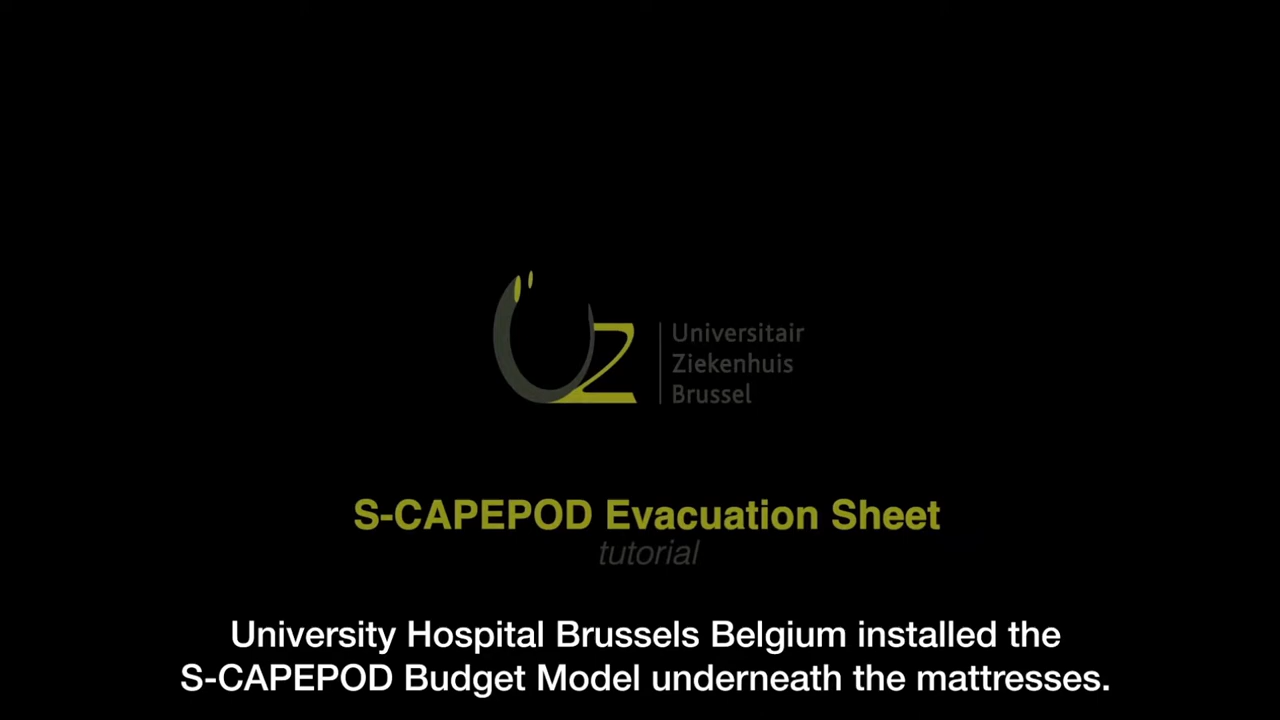 UZ
Universitair
Ziekenhuis
Brussel
S-CAPEPOD Evacuation Sheet
tutorial
University Hospital Brussels Belgium installed the
S-CAPEPOD Budget Model underneath the mattresses.